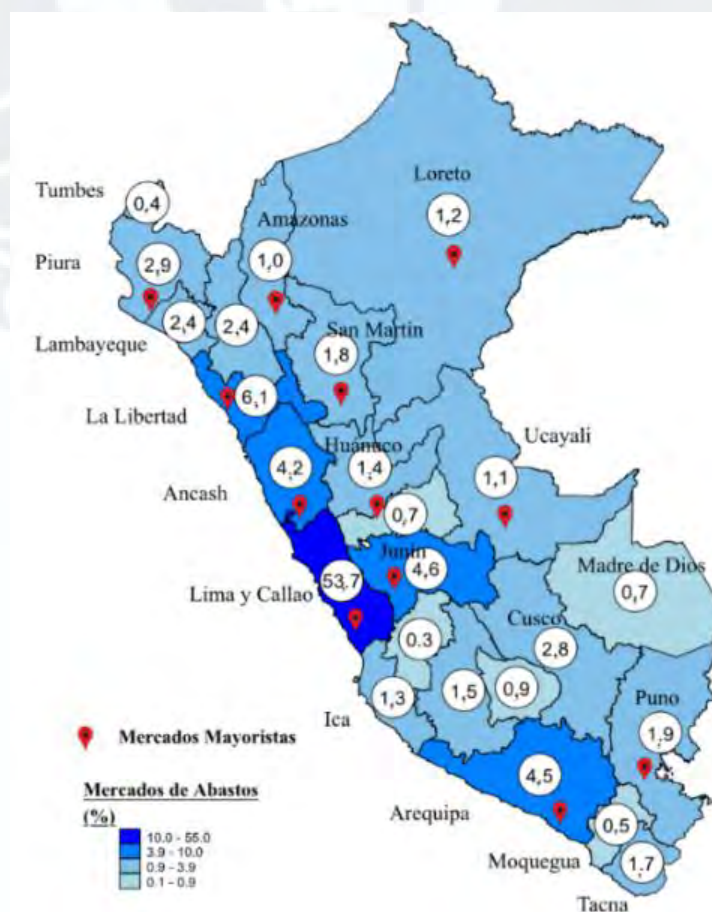 Loreto
Tumbes
1,2
0,4
Amazonas
Piura
2,9
1,0
2,4
2,4
San Martin
Lambayeque
1,8
6,1
La Libertad
Huánuco
Ucayali
4,2
1,4
1,1
Ancash
0,7
Junín
Madre de Dios
53,7
4,6
Lima y Callao
0,7
Cusco
0.3
2,8
1,3
1,5
0,9
Puno
Ica
1,9
Mercados Mayoristas
4,5
Mercados de Abastos
(%)
Arequipa
0,5
10.0 - 55.0
3.9 - 10.0
0.9 - 3.9
0.1 - 0.9
Moquegua
1,7
Tacna